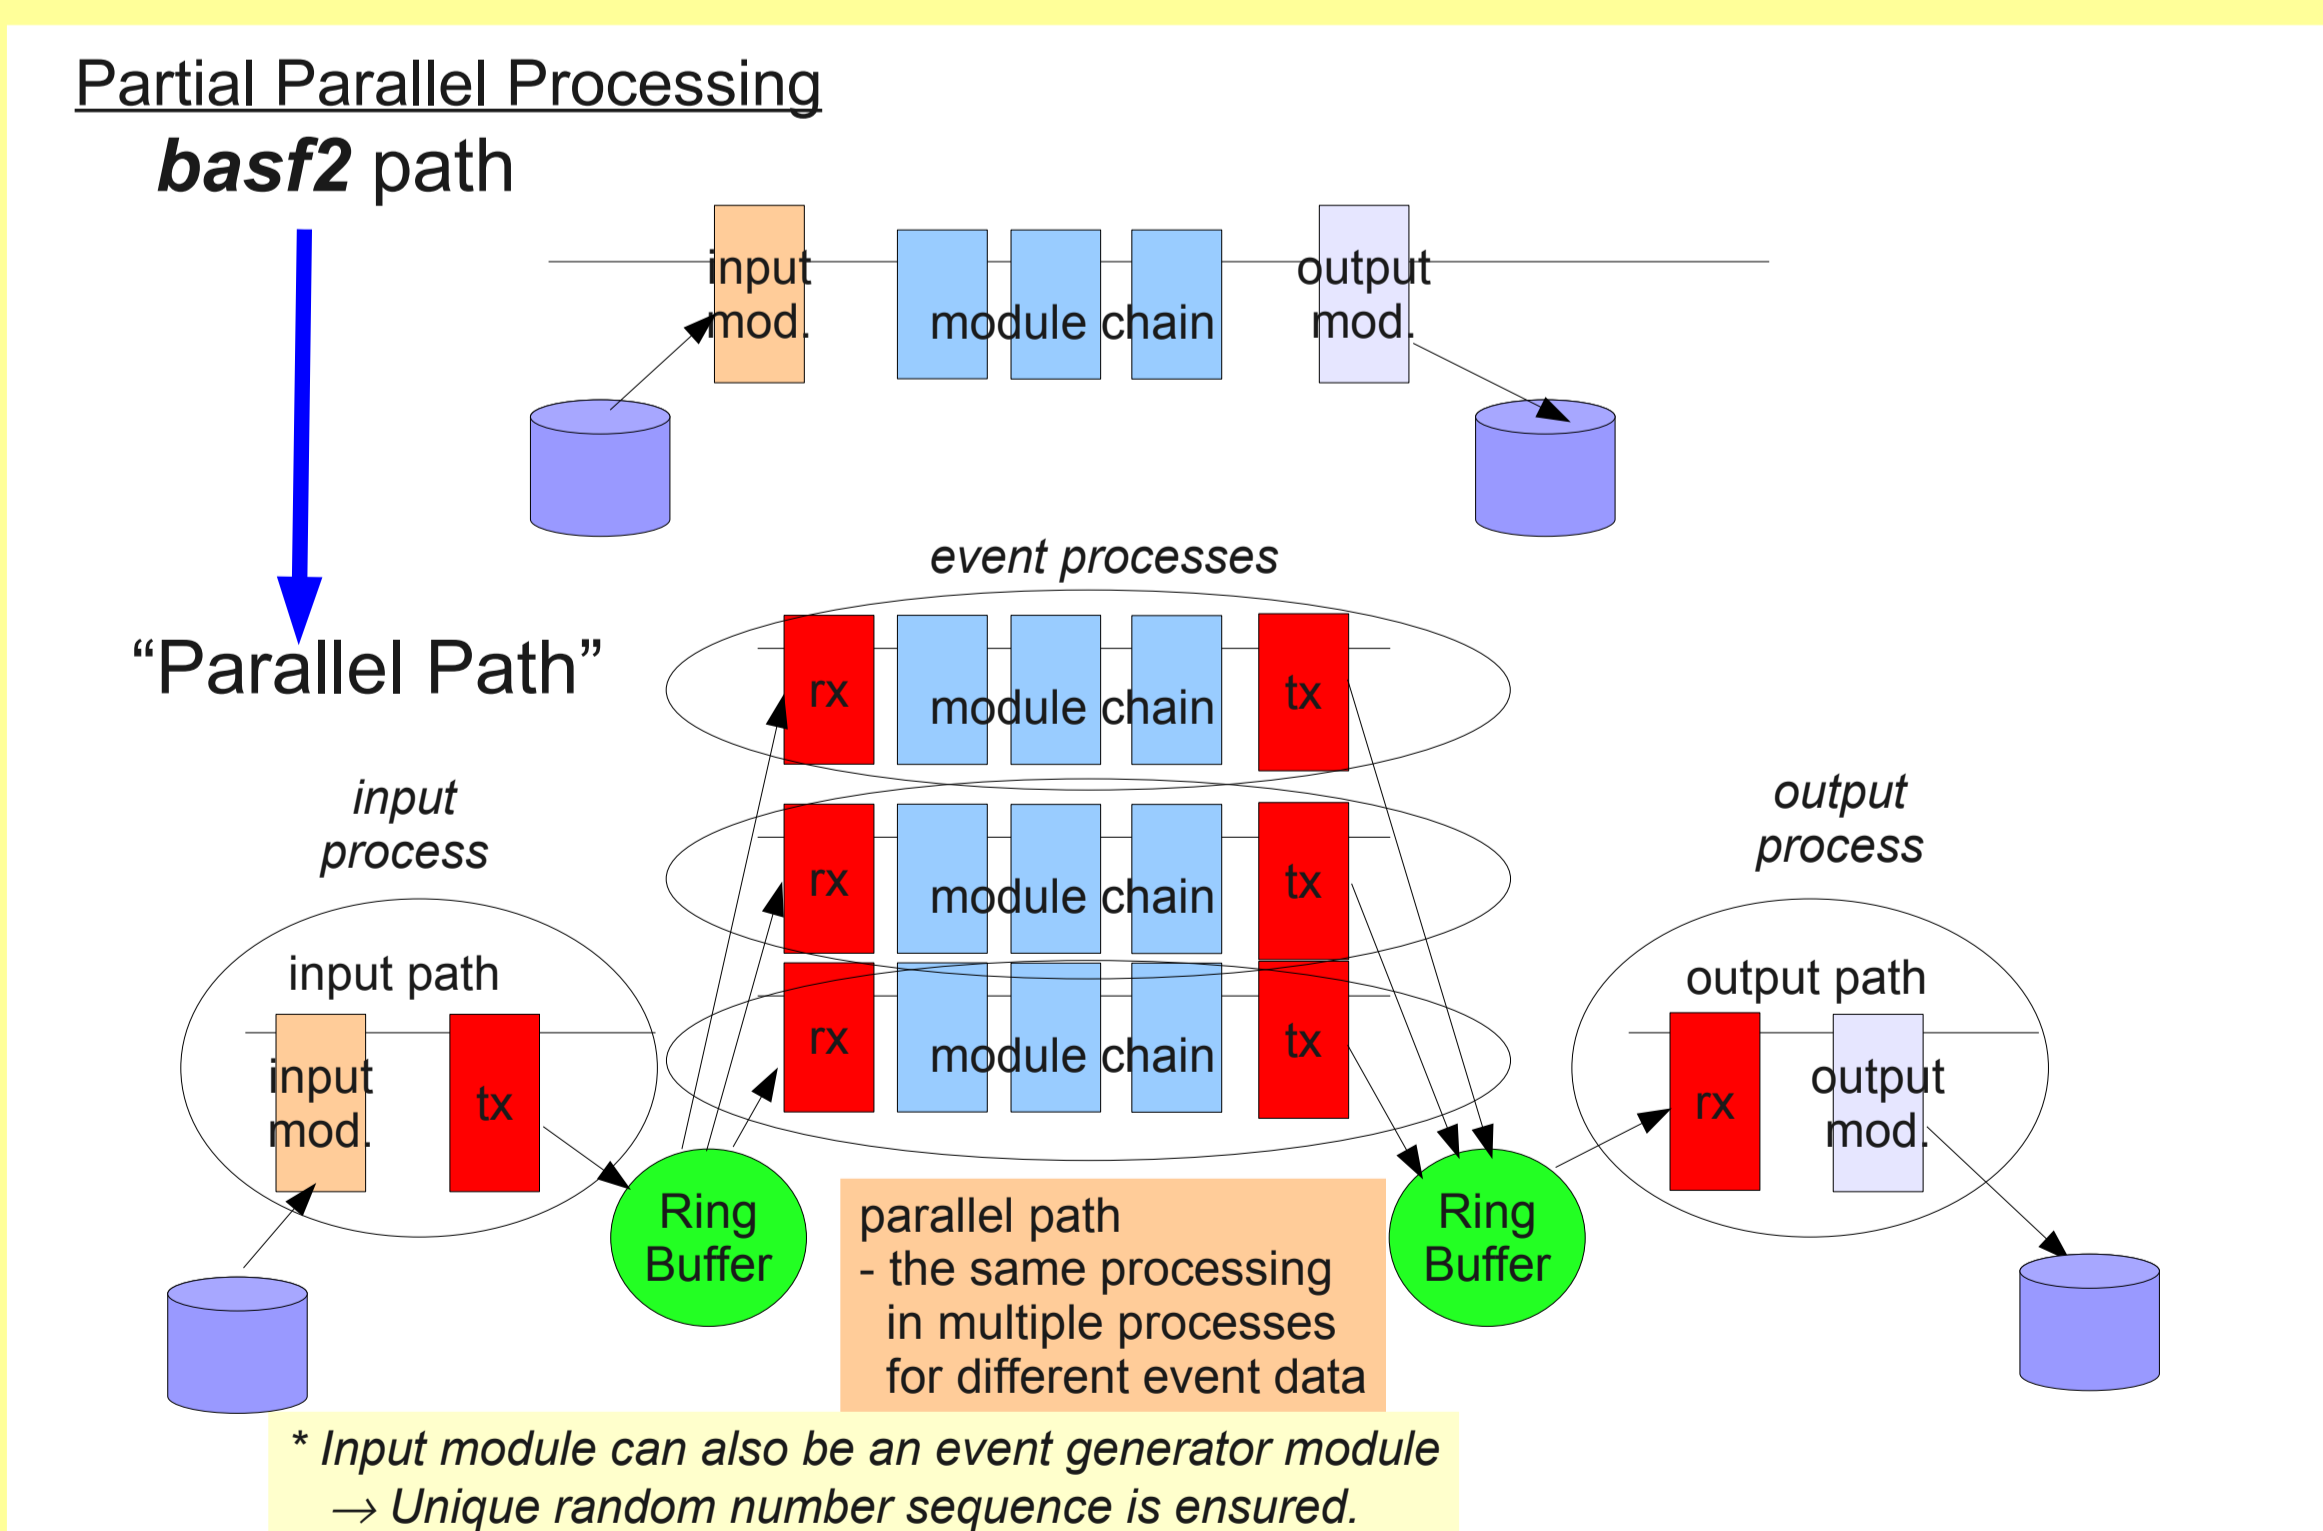 Partial Parallel Processing
basf2 path
input
mod.
module chain
output
mod.
event processes
“Parallel Path”
rx
module chain
tx
rx
module chain
tx
rx
module chain
tx
input
process
input path
input
mod.
tx
output
process
output path
rx
output
mod.
Ring
Buffer
parallel path
- the same processing
in multiple processes
for different event data
Ring
Buffer
* Input module can also be an event generator module
→ Unique random number sequence is ensured.